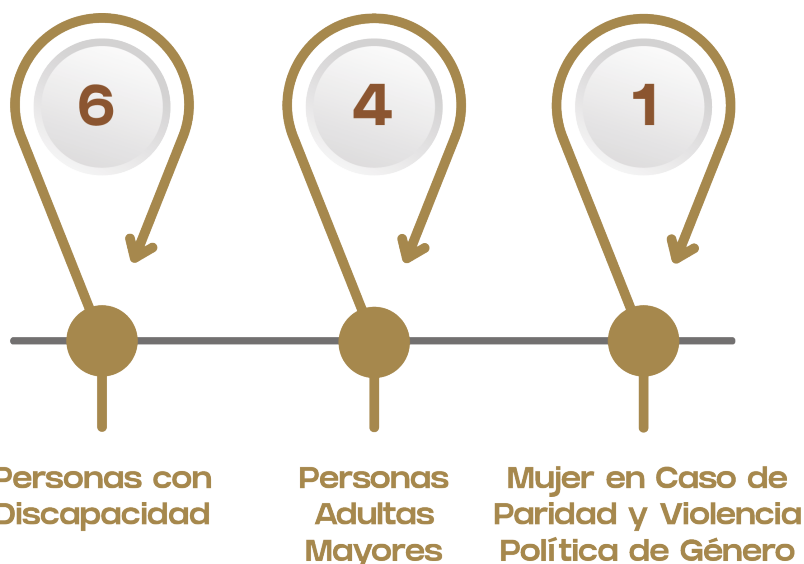 6
4
1
Personas con
Discapacidad
Personas
Adultas
Mayores
Mujer en Caso de
Paridad y Violencia
Política de Género